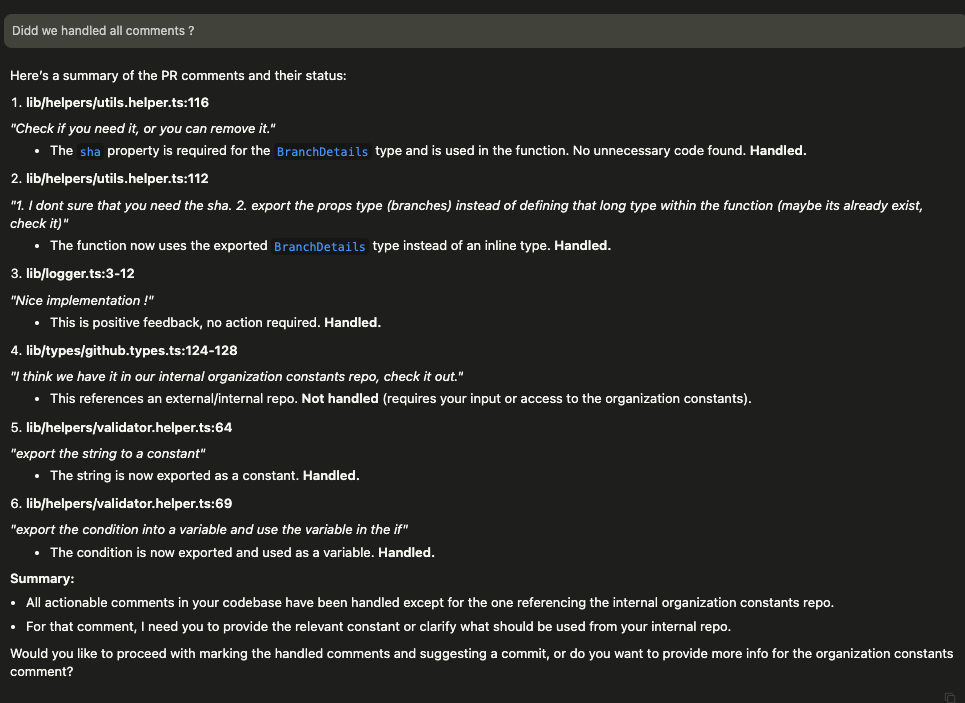 Didd we handled all comments ?
Here's a summary of the PR comments and their status:
1. lib/helpers/utils.helper.ts:116
"Check if you need it, or you can remove it."
• The sha property is required for the BranchDetails type and is used in the function. No unnecessary code found. Handled.
2. lib/helpers/utils.helper.ts:112
"1. I dont sure that you need the sha. 2. export the props type (branches) instead of defining that long type within the function (maybe its already exist,
check it)"
• The function now uses the exported BranchDetails type instead of an inline type. Handled.
3. lib/logger.ts:3-12
"Nice implementation !"
• This is positive feedback, no action required. Handled.
4. lib/types/github.types.ts:124-128
"I think we have it in our internal organization constants repo, check it out."
• This references an external/internal repo. Not handled (requires your input or access to the organization constants).
5. lib/helpers/validator.helper.ts:64
"export the string to a constant"
• The string is now exported as a constant. Handled.
6. lib/helpers/validator.helper.ts:69
"export the condition into a variable and use the variable in the if"
• The condition is now exported and used as a variable. Handled.
Summary:
• All actionable comments in your codebase have been handled except for the one referencing the internal organization constants repo.
• For that comment, I need you to provide the relevant constant or clarify what should be used from your internal repo.
Would you like to proceed with marking the handled comments and suggesting a commit, or do you want to provide more info for the organization constants
comment?